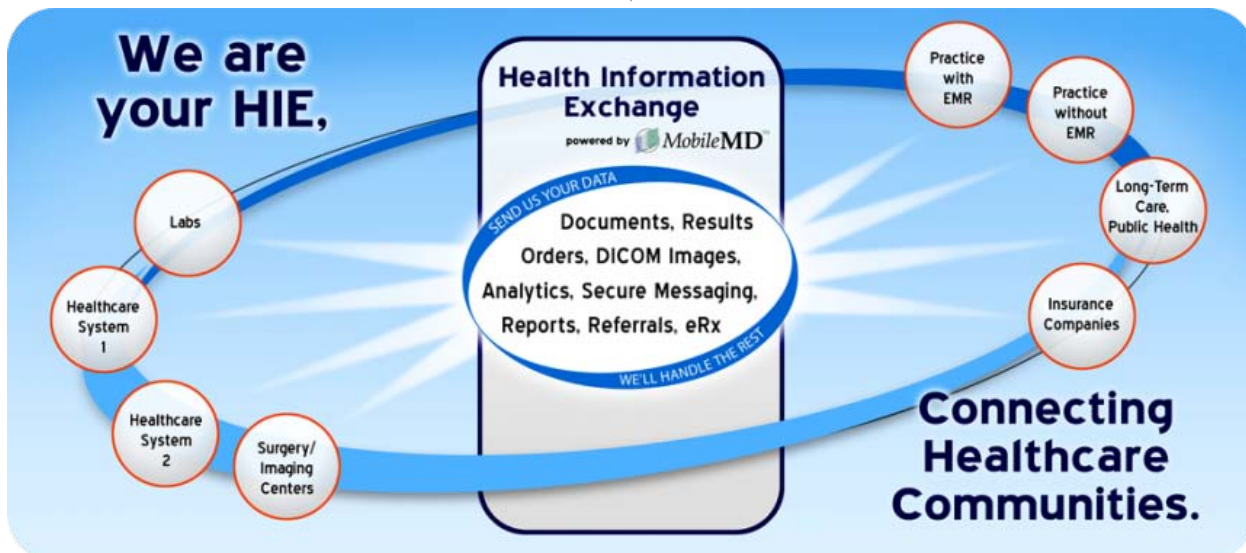 We are
your HIE,
Health Information
Exchange
powered by MobileMD™
SEND US YOUR DATA
Documents, Results
Orders, DICOM Images,
Analytics, Secure Messaging,
Reports, Referrals, eRx
WE'LL HANDLE THE REST
Labs
Healthcare
System
1
Healthcare
System
2
Surgery/
Imaging
Centers
Practice
with
EMR
Practice
without
EMR
Long-Term
Care,
Public Health
Insurance
Companies
Connecting
Healthcare
Communities.